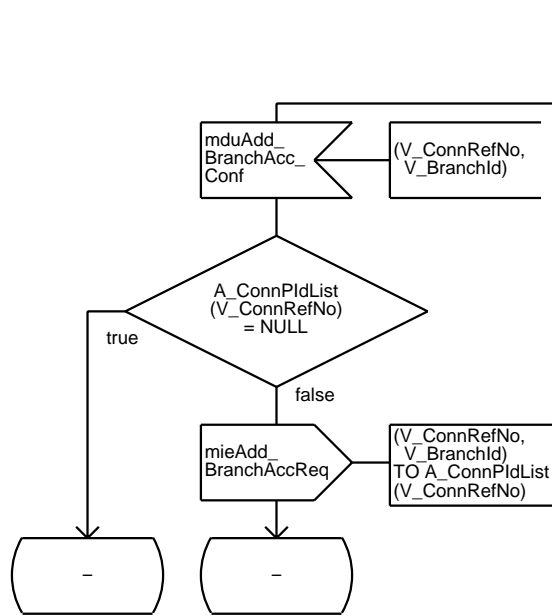 mduAdd_
BranchAcc_
Conf
(V_ConnRefNo,
V_BranchId)
A_ConnPIdList
(V_ConnRefNo)
= NULL
true
false
mieAdd_
BranchAccReq
(V_ConnRefNo,
V_BranchId)
TO A_ConnPIdList
(V_ConnRefNo)
–
–